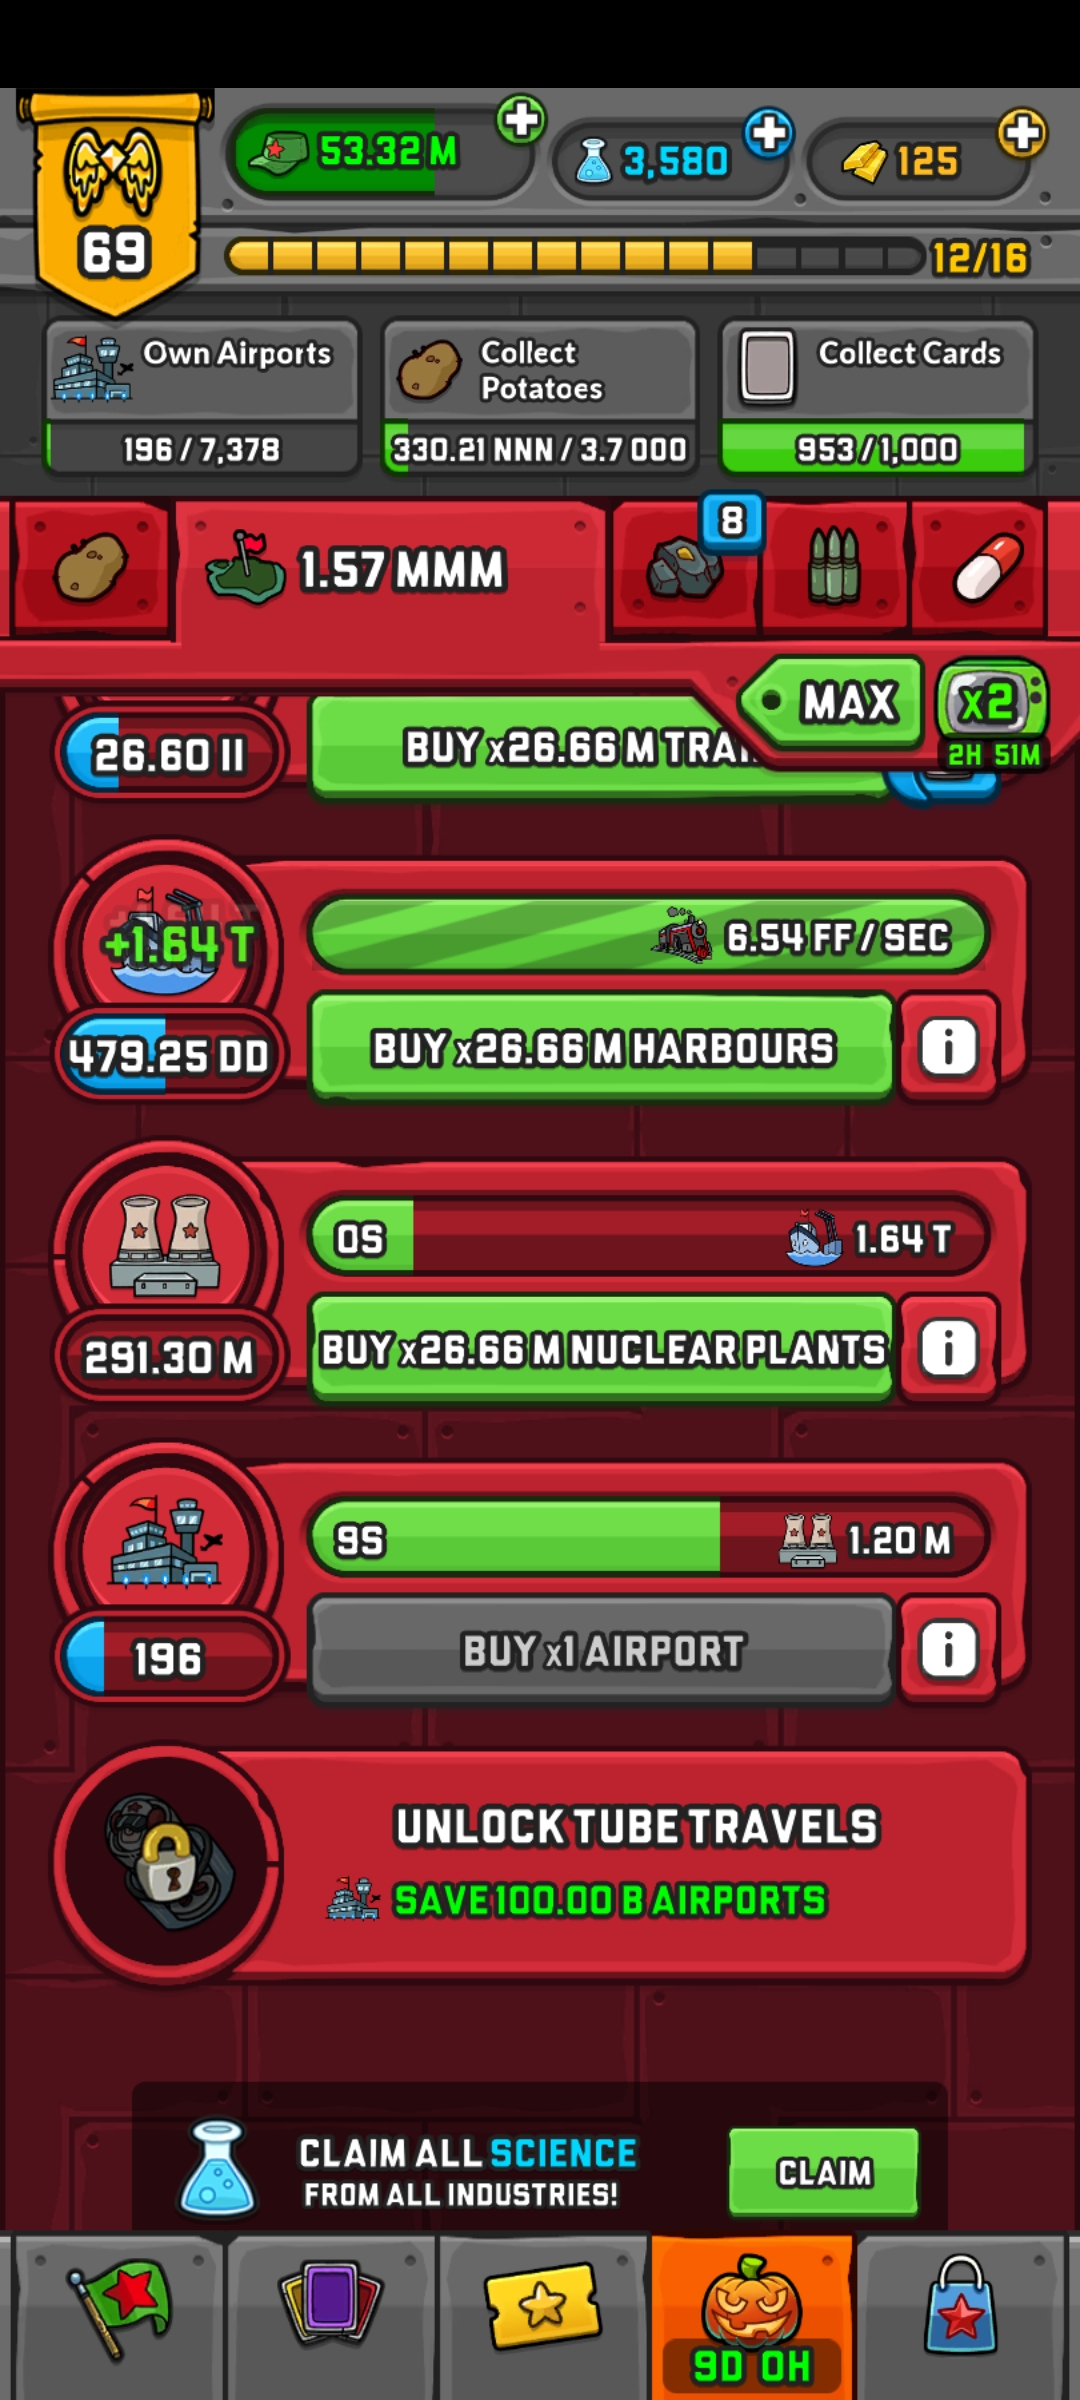 53.32 M
3,580
125
69
12/16
Own Airports
196 / 7,378
Collect
Potatoes
330.21 NNN / 3.7 OOO
Collect Cards
953 / 1,000
1.57 MMM
8
MAX
x2
2H 51M
26.60 II
BUY x26.66 M
+1.64 T
6.54 FF / SEC
479.25 DD
BUY x26.66 M HARBOURS
i
0S
1.64 T
291.30 M
BUY x26.66 M NUCLEAR PLANTS
i
9S
1.20 M
196
BUY x1 AIRPORT
i
UNLOCK TUBE TRAVELS
SAVE 100.00 B AIRPORTS
CLAIM ALL SCIENCE
FROM ALL INDUSTRIES!
CLAIM
9D 0H